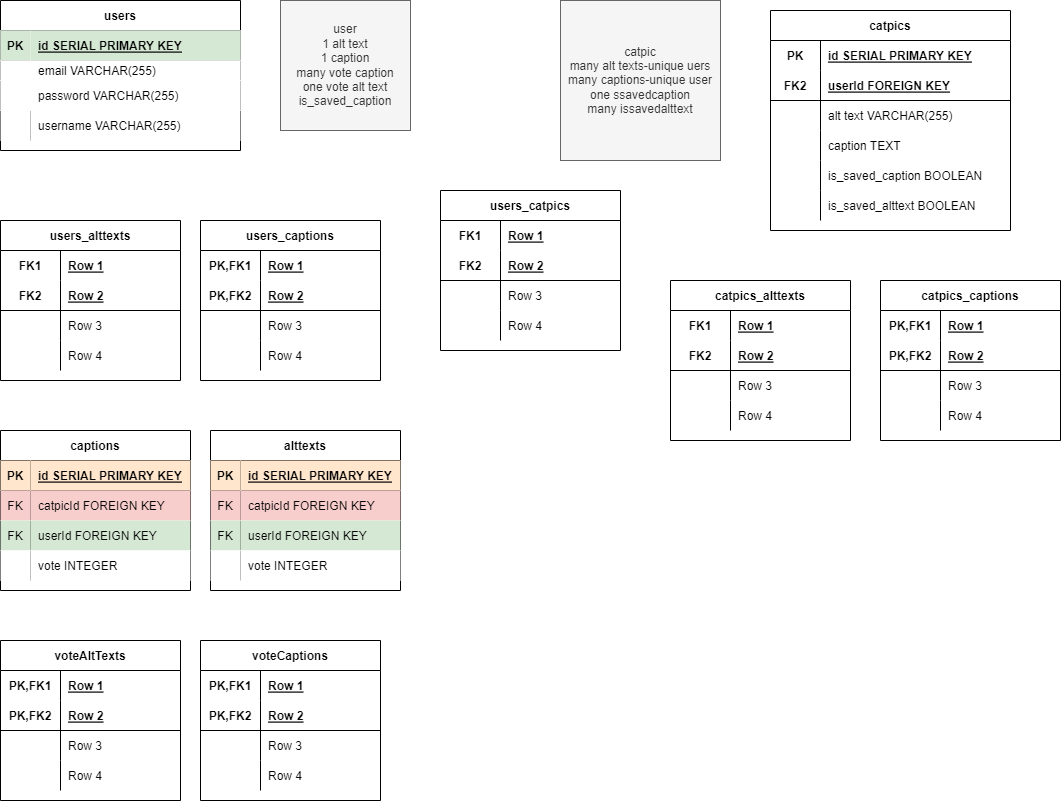 users
PK id SERIAL PRIMARY KEY
email VARCHAR(255)
password VARCHAR(255)
username VARCHAR(255)
user
1 alt text
1 caption
many vote caption
one vote alt text
is_saved_caption
catpic
many alt texts-unique uers
many captions-unique user
one ssavedcaption
many issavedalttext
catpics
PK id SERIAL PRIMARY KEY
FK2 userId FOREIGN KEY
alt text VARCHAR(255)
caption TEXT
is_saved_caption BOOLEAN
is_saved_alttext BOOLEAN
users_alttexts
FK1 Row 1
FK2 Row 2
Row 3
Row 4
users_captions
PK,FK1 Row 1
PK,FK2 Row 2
Row 3
Row 4
users_catpics
FK1 Row 1
FK2 Row 2
Row 3
Row 4
catpics_alttexts
FK1 Row 1
FK2 Row 2
Row 3
Row 4
catpics_captions
PK,FK1 Row 1
PK,FK2 Row 2
Row 3
Row 4
captions
PK id SERIAL PRIMARY KEY
FK catpicId FOREIGN KEY
FK userId FOREIGN KEY
vote INTEGER
alttexts
PK id SERIAL PRIMARY KEY
FK catpicId FOREIGN KEY
FK userId FOREIGN KEY
vote INTEGER
voteAltTexts
PK,FK1 Row 1
PK,FK2 Row 2
Row 3
Row 4
voteCaptions
PK,FK1 Row 1
PK,FK2 Row 2
Row 3
Row 4